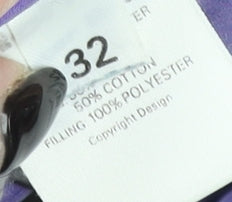 ER
32
50% COTTON
FILLING 100% POLYESTER
Copyright Design